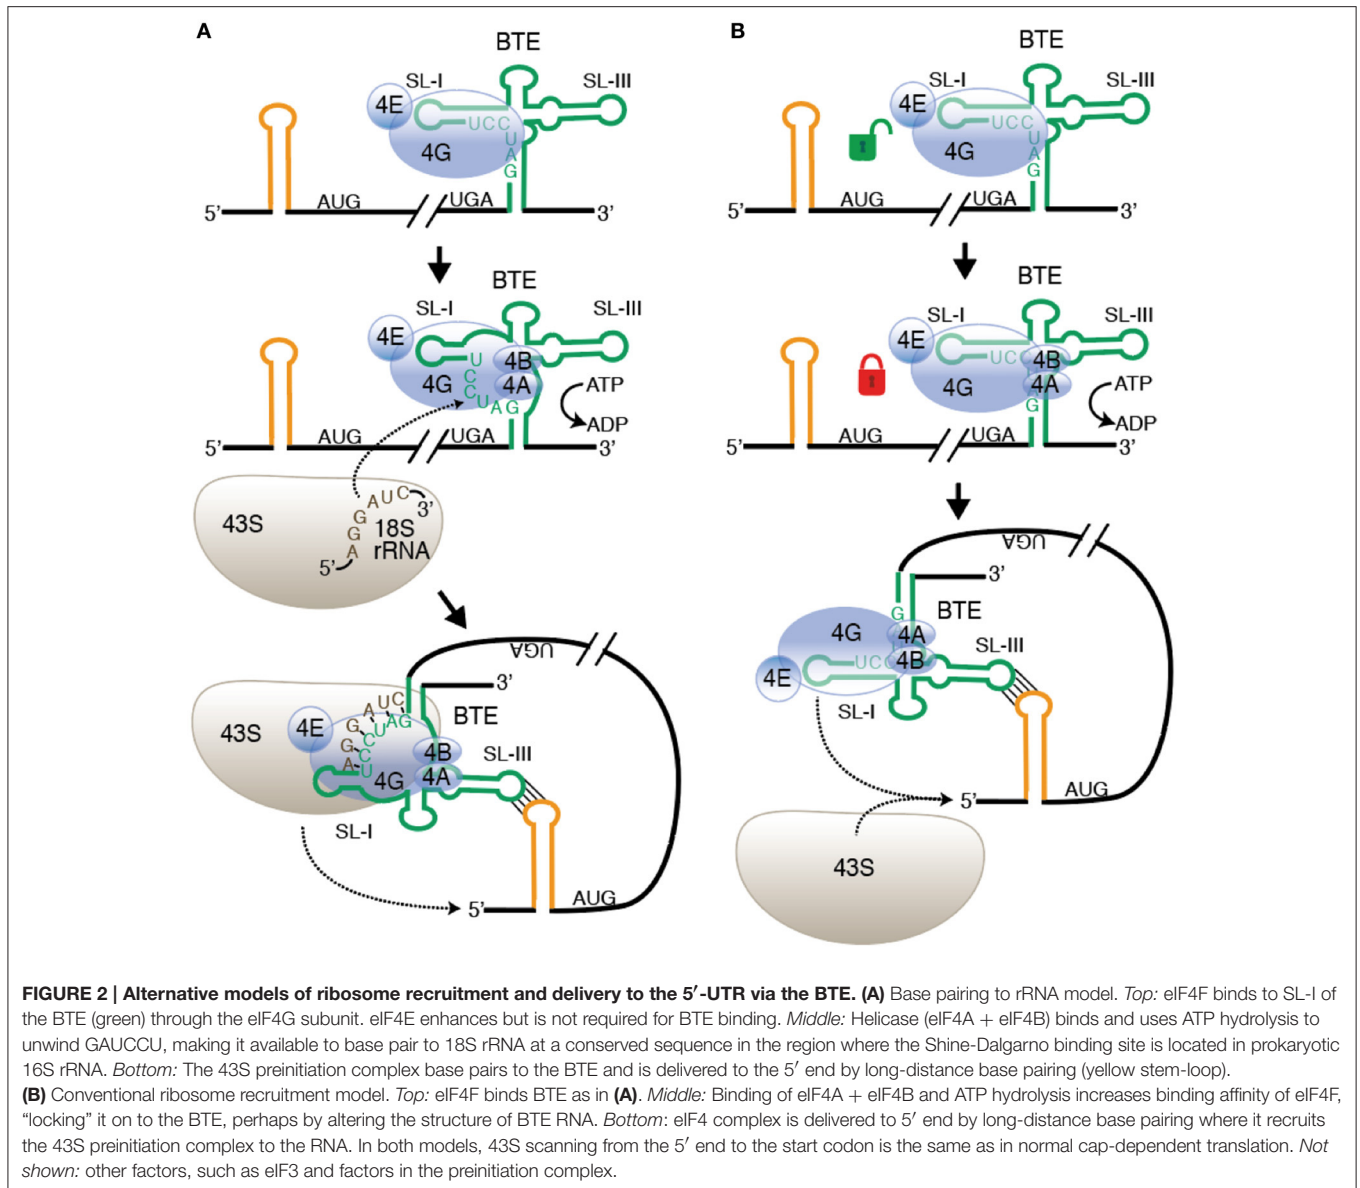 A
BTE
SL-I
SL-III
4E
UCC
U
A
G
4G
5’
AUG
UGA
3’
BTE
SL-I
SL-III
4E
U
C
C
U
A
G
4G
4B
4A
ATP
ADP
5’
AUG
UGA
3’
43S
A
G
G
A
U
C
3’
18S
rRNA
5’
UGA
3’
43S
4E
A
G
G
A
U
C
U
C
C
U
A
G
BTE
4B
4G
4A
SL-III
SL-I
5’
AUG
B
BTE
SL-I
SL-III
4E
UCC
U
A
G
4G
5’
AUG
UGA
3’
BTE
SL-I
SL-III
4E
UC
4B
4G
4A
G
ATP
ADP
5’
AUG
UGA
3’
UGA
3’
G
BTE
4G
4A
UC
4B
SL-III
4E
SL-I
5’
AUG
43S
FIGURE 2 | Alternative models of ribosome recruitment and delivery to the 5′-UTR via the BTE. (A) Base pairing to rRNA model. Top: eIF4F binds to SL-I of
the BTE (green) through the eIF4G subunit. eIF4E enhances but is not required for BTE binding. Middle: Helicase (eIF4A + eIF4B) binds and uses ATP hydrolysis to
unwind GAUCCU, making it available to base pair to 18S rRNA at a conserved sequence in the region where the Shine-Dalgarno binding site is located in prokaryotic
16S rRNA. Bottom: The 43S preinitiation complex base pairs to the BTE and is delivered to the 5′ end by long-distance base pairing (yellow stem-loop).
(B) Conventional ribosome recruitment model. Top: eIF4F binds BTE as in (A). Middle: Binding of eIF4A + eIF4B and ATP hydrolysis increases binding affinity of eIF4F,
“locking” it on to the BTE, perhaps by altering the structure of BTE RNA. Bottom: eIF4 complex is delivered to 5′ end by long-distance base pairing where it recruits
the 43S preinitiation complex to the RNA. In both models, 43S scanning from the 5′ end to the start codon is the same as in normal cap-dependent translation. Not
shown: other factors, such as eIF3 and factors in the preinitiation complex.